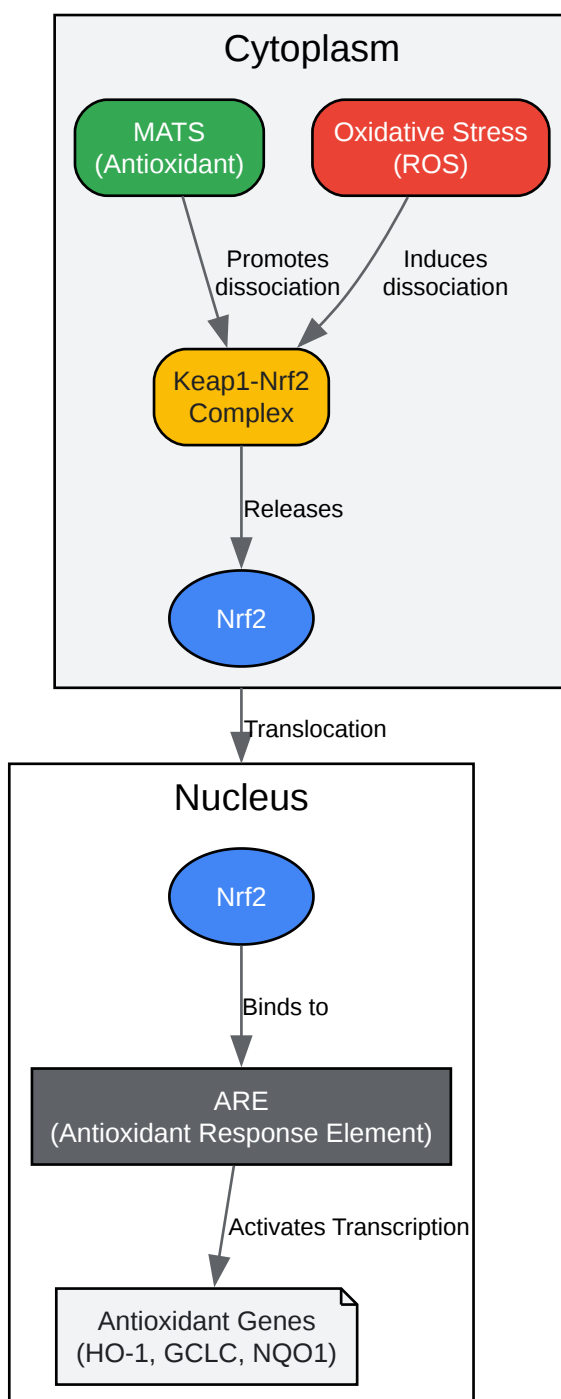 Cytoplasm
MATS
(Antioxidant)
Oxidative Stress
(ROS)
Promotes
dissociation
Induces
dissociation
Keap1-Nrf2
Complex
Releases
Nrf2
Translocation
Nucleus
Nrf2
Binds to
ARE
(Antioxidant Response Element)
Activates Transcription
Antioxidant Genes
(HO-1, GCLC, NQO1)